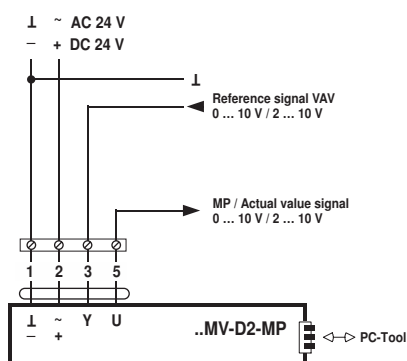 ⊥ ~ AC 24 V
– + DC 24 V
⊥
Reference signal VAV
0 ... 10 V / 2 ... 10 V
MP / Actual value signal
0 ... 10 V / 2 ... 10 V
1 2 3 5
⊥ ~ Y U
– +
..MV-D2-MP
PC-Tool